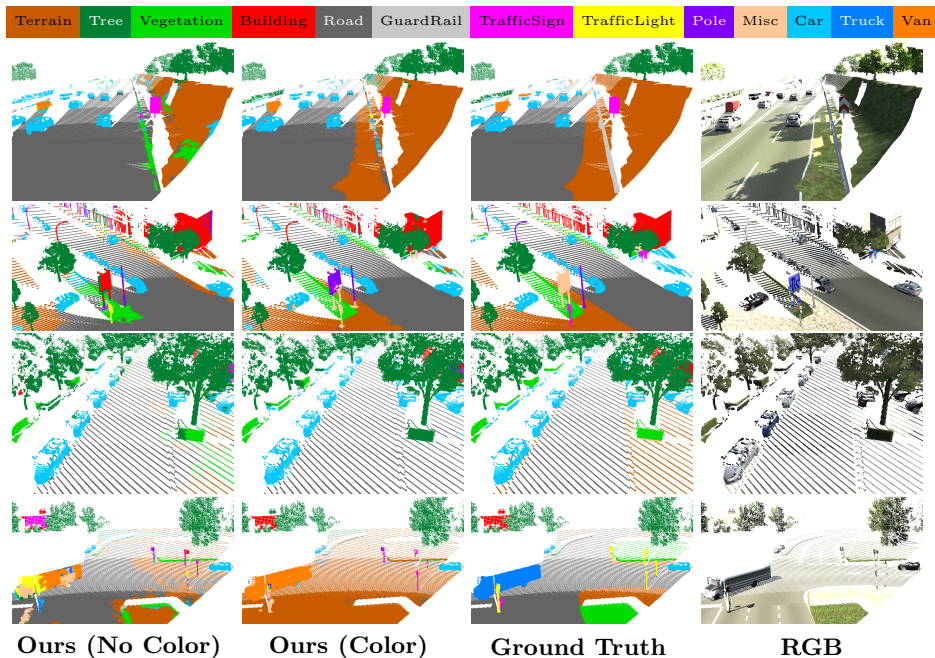 Terrain Tree Vegetation Building Road GuardRail TrafficSign TrafficLight Pole Misc Car Truck Van
Ours (No Color) Ours (Color) Ground Truth RGB